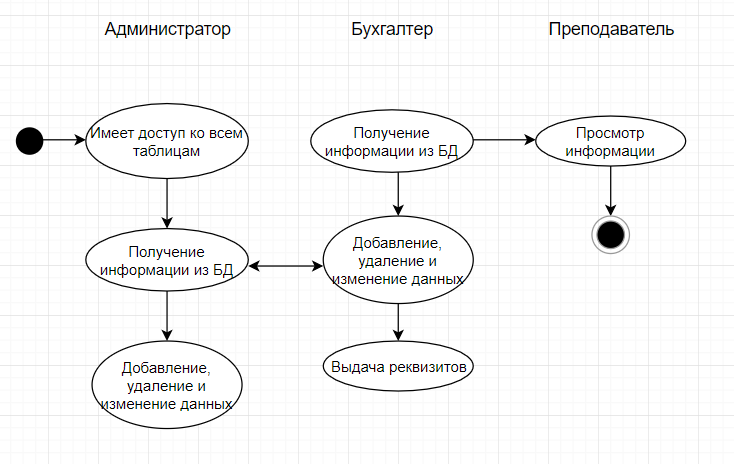 Администратор
Бухгалтер
Преподаватель
Имеет доступ ко всем
таблицам
Получение
информации из БД
Просмотр
информации
Получение
информации из БД
Добавление,
удаление и
изменение данных
Добавление,
удаление и
изменение данных
Выдача реквизитов